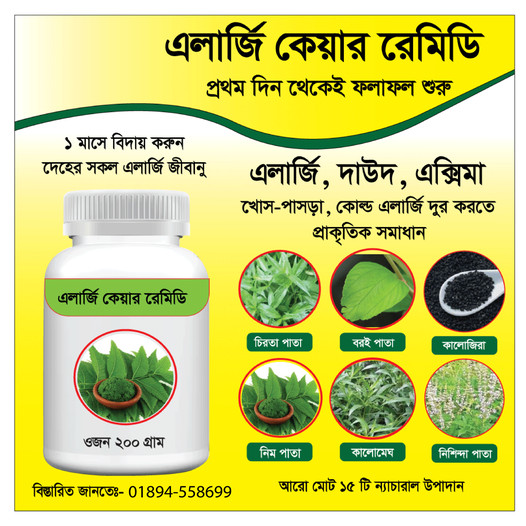 এলার্জি কেয়ার রেমিডি
প্রথম দিন থেকেই ফলাফল শুরু
১ মাসে বিদায় করুন
দেহের সকল এলার্জি জীবানু
এলার্জি, দাউদ, এক্সিমা
খোস-পাসড়া, কোল্ড এলার্জি দুর করতে
প্রাকৃতিক সমাধান
এলার্জি কেয়ার রেমিডি
ওজন ২০০ গ্রাম
চিরতা পাতা
বরই পাতা
কালোজিরা
নিম পাতা
কালোমেঘ
নিশিন্দা পাতা
বিস্তারিত জানতেঃ- 01894-558699
আরো মোট ১৫ টি ন্যাচারাল উপাদান